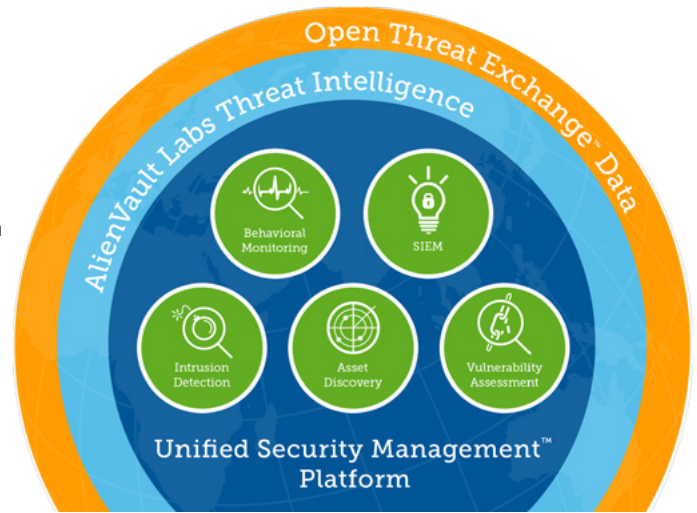 Open Threat Exchange™ Data
AlienVault Labs Threat Intelligence
Behavioral
Monitoring
SIEM
Intrusion
Detection
Asset
Discovery
Vulnerability
Assessment
Unified Security Management™
Platform